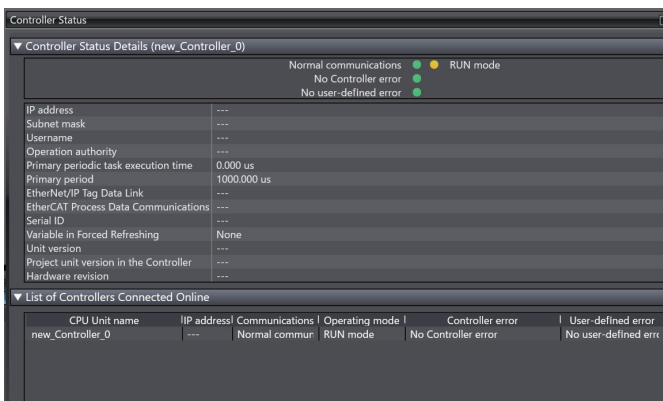 Controller Status
Controller Status Details (new_Controller_0)
Normal communications RUN mode
No Controller error
No user-defined error
IP address ---
Subnet mask ---
Username ---
Operation authority ---
Primary periodic task execution time 0.000 us
Primary period 1000.000 us
EtherNet/IP Tag Data Link ---
EtherCAT Process Data Communications ---
Serial ID ---
Variable in Forced Refreshing None
Unit version ---
Project unit version in the Controller ---
Hardware revision ---
List of Controllers Connected Online
CPU Unit name IP address Communications Operating mode Controller error User-defined error
new_Controller_0 --- Normal commun RUN mode No Controller error No user-defined erro